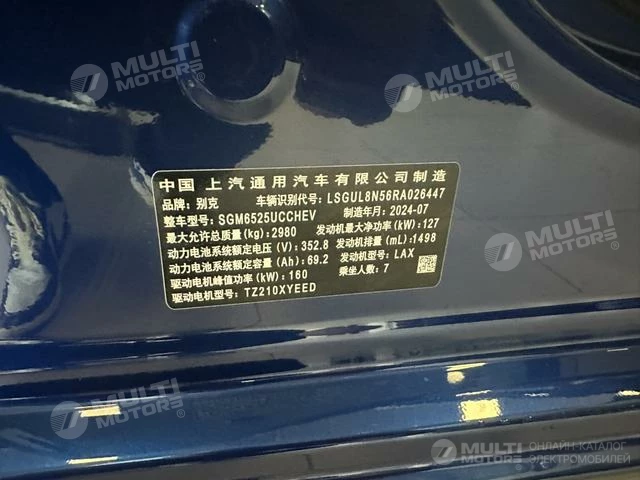 MULTI MOTORS®
MULTI MOTORS®
中国 上汽通用汽车有限公司制造
品牌：别克 车辆识别代号：LSGUL8N56RA026447
整车型号：SGM6525UCCHEV 制造年月：2024-07
最大允许总质量(kg)：2980 发动机最大净功率(kW)：127
动力电池系统额定电压(V)：352.8 发动机排量(mL)：1498
动力电池系统额定容量(Ah)：69.2 发动机型号：LAX
驱动电机峰值功率(kW)：160 乘坐人数：7
驱动电机型号：TZ210XYEED
MULTI MOTORS®
MULTI MOTORS®
MULTI MOTORS®
MULTI MOTORS®
ОНЛАЙН-КАТАЛОГ
ЭЛЕКТРОМОБИЛЕЙ